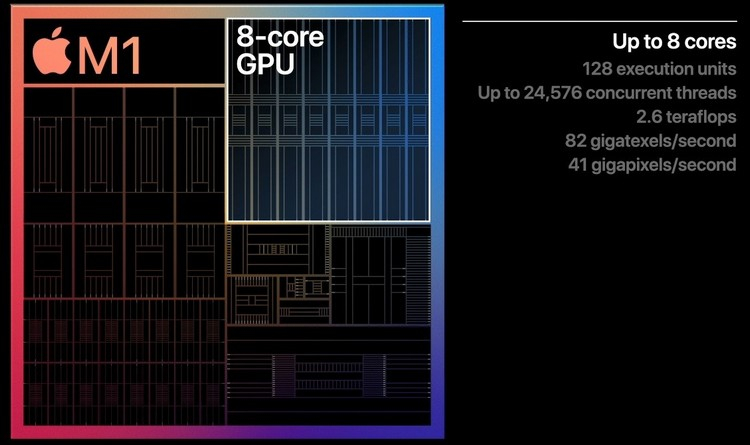 M1
8-core
GPU
Up to 8 cores
128 execution units
Up to 24,576 concurrent threads
2.6 teraflops
82 gigatexels/second
41 gigapixels/second